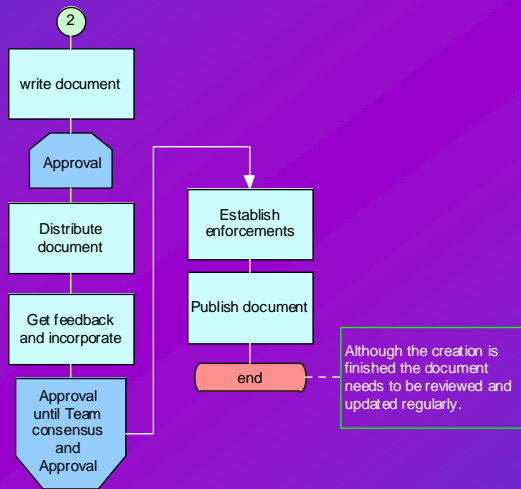 2
write document
Approval
Distribute
document
Get feedback
and incorporate
Approval
until Team
consensus
and
Approval
Establish
enforcements
Publish document
end
Although the creation is
finished the document
needs to be reviewed and
updated regularly.